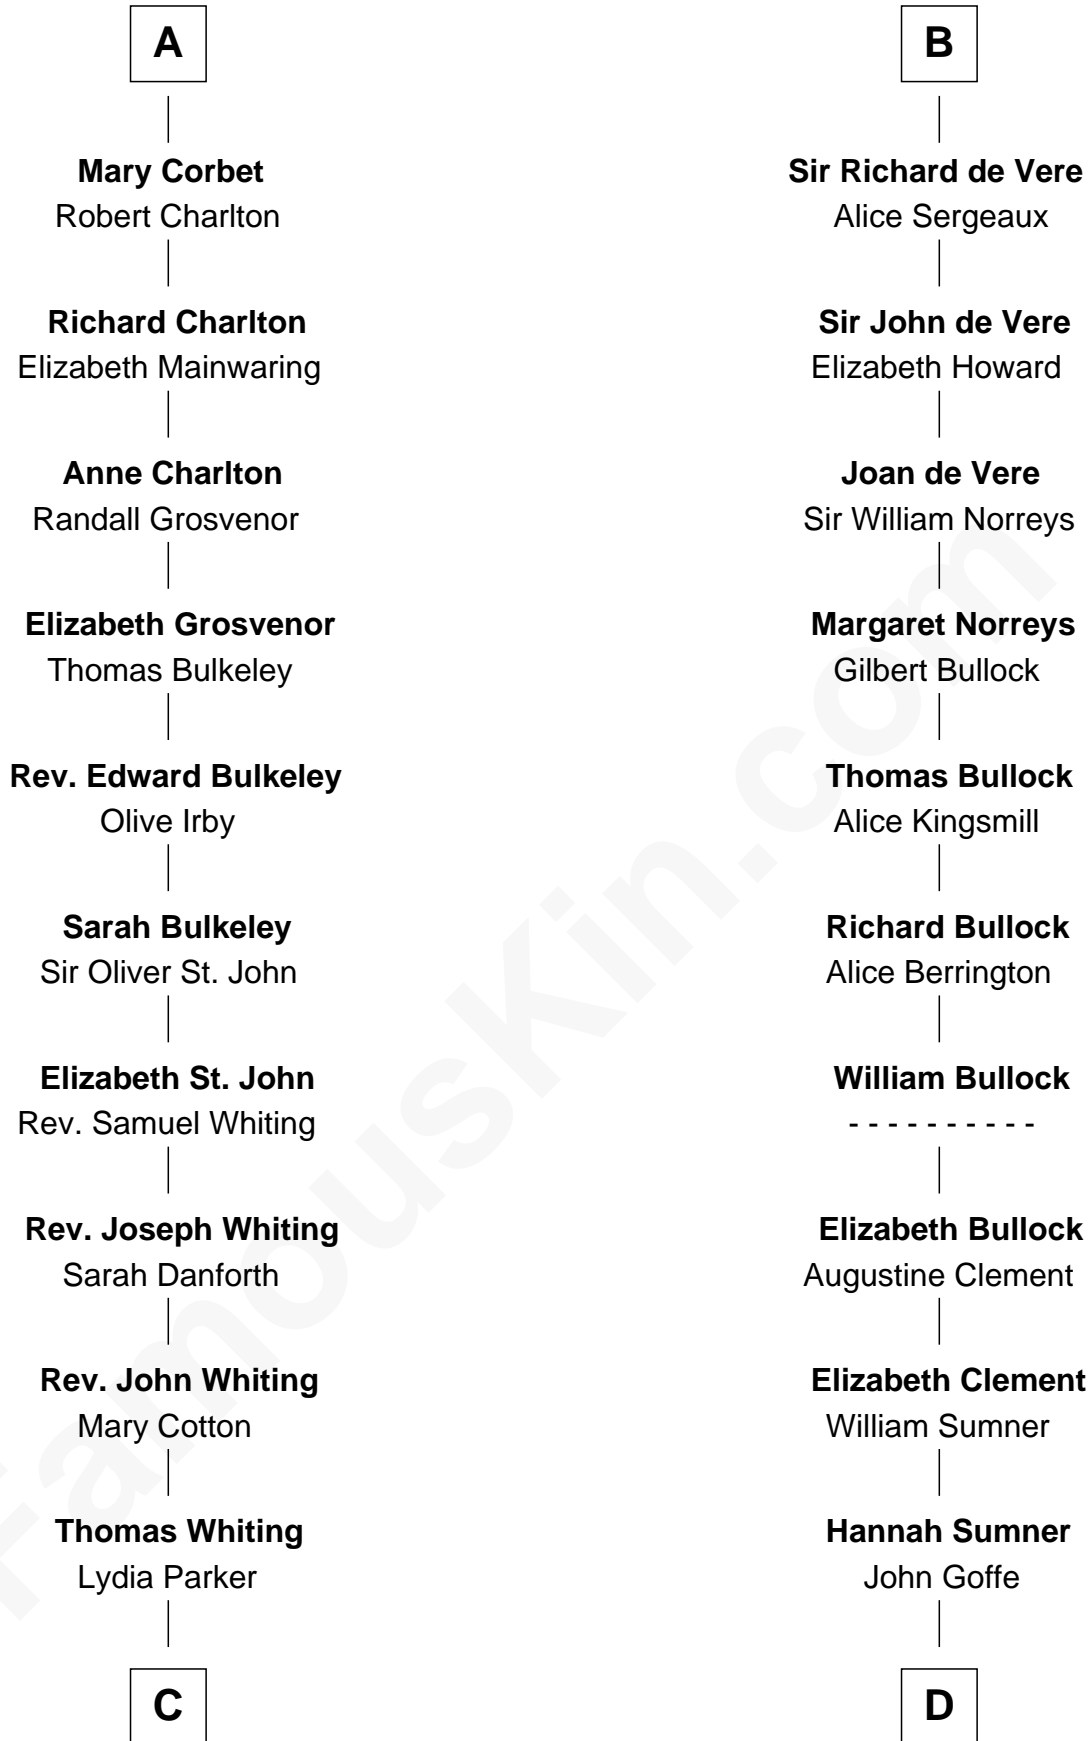 A
Mary Corbet
Robert Charlton
Richard Charlton
Elizabeth Mainwaring
Anne Charlton
Randall Grosvenor
Elizabeth Grosvenor
Thomas Bulkeley
Rev. Edward Bulkeley
Olive Irby
Sarah Bulkeley
Sir Oliver St. John
Elizabeth St. John
Rev. Samuel Whiting
Rev. Joseph Whiting
Sarah Danforth
Rev. John Whiting
Mary Cotton
Thomas Whiting
Lydia Parker
C
B
Sir Richard de Vere
Alice Sergeaux
Sir John de Vere
Elizabeth Howard
Joan de Vere
Sir William Norreys
Margaret Norreys
Gilbert Bullock
Thomas Bullock
Alice Kingsmill
Richard Bullock
Alice Berrington
William Bullock
- - - - - - - - - -
Elizabeth Bullock
Augustine Clement
Elizabeth Clement
William Sumner
Hannah Sumner
John Goffe
D
FamousKin.com